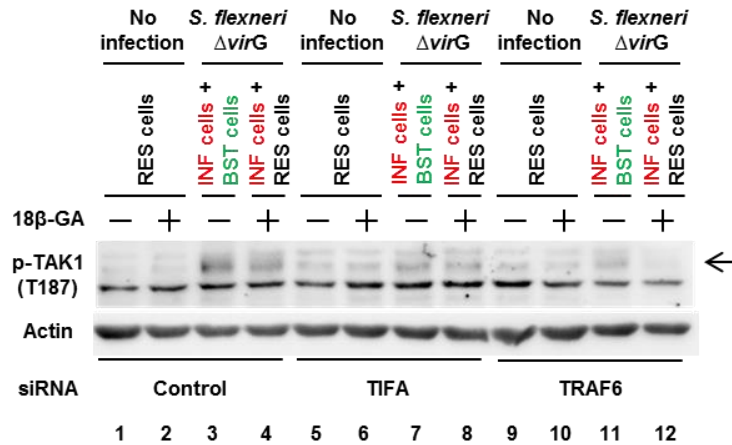 No infection
S. flexneri ΔvirG
No infection
S. flexneri ΔvirG
No infection
S. flexneri ΔvirG
RES cells
INF cells +
BST cells
INF cells +
RES cells
RES cells
INF cells +
BST cells
INF cells +
RES cells
RES cells
INF cells +
BST cells
INF cells +
RES cells
18β-GA − + − + − + − + − + − +
p-TAK1
(T187)
Actin
siRNA Control TIFA TRAF6
1 2 3 4 5 6 7 8 9 10 11 12